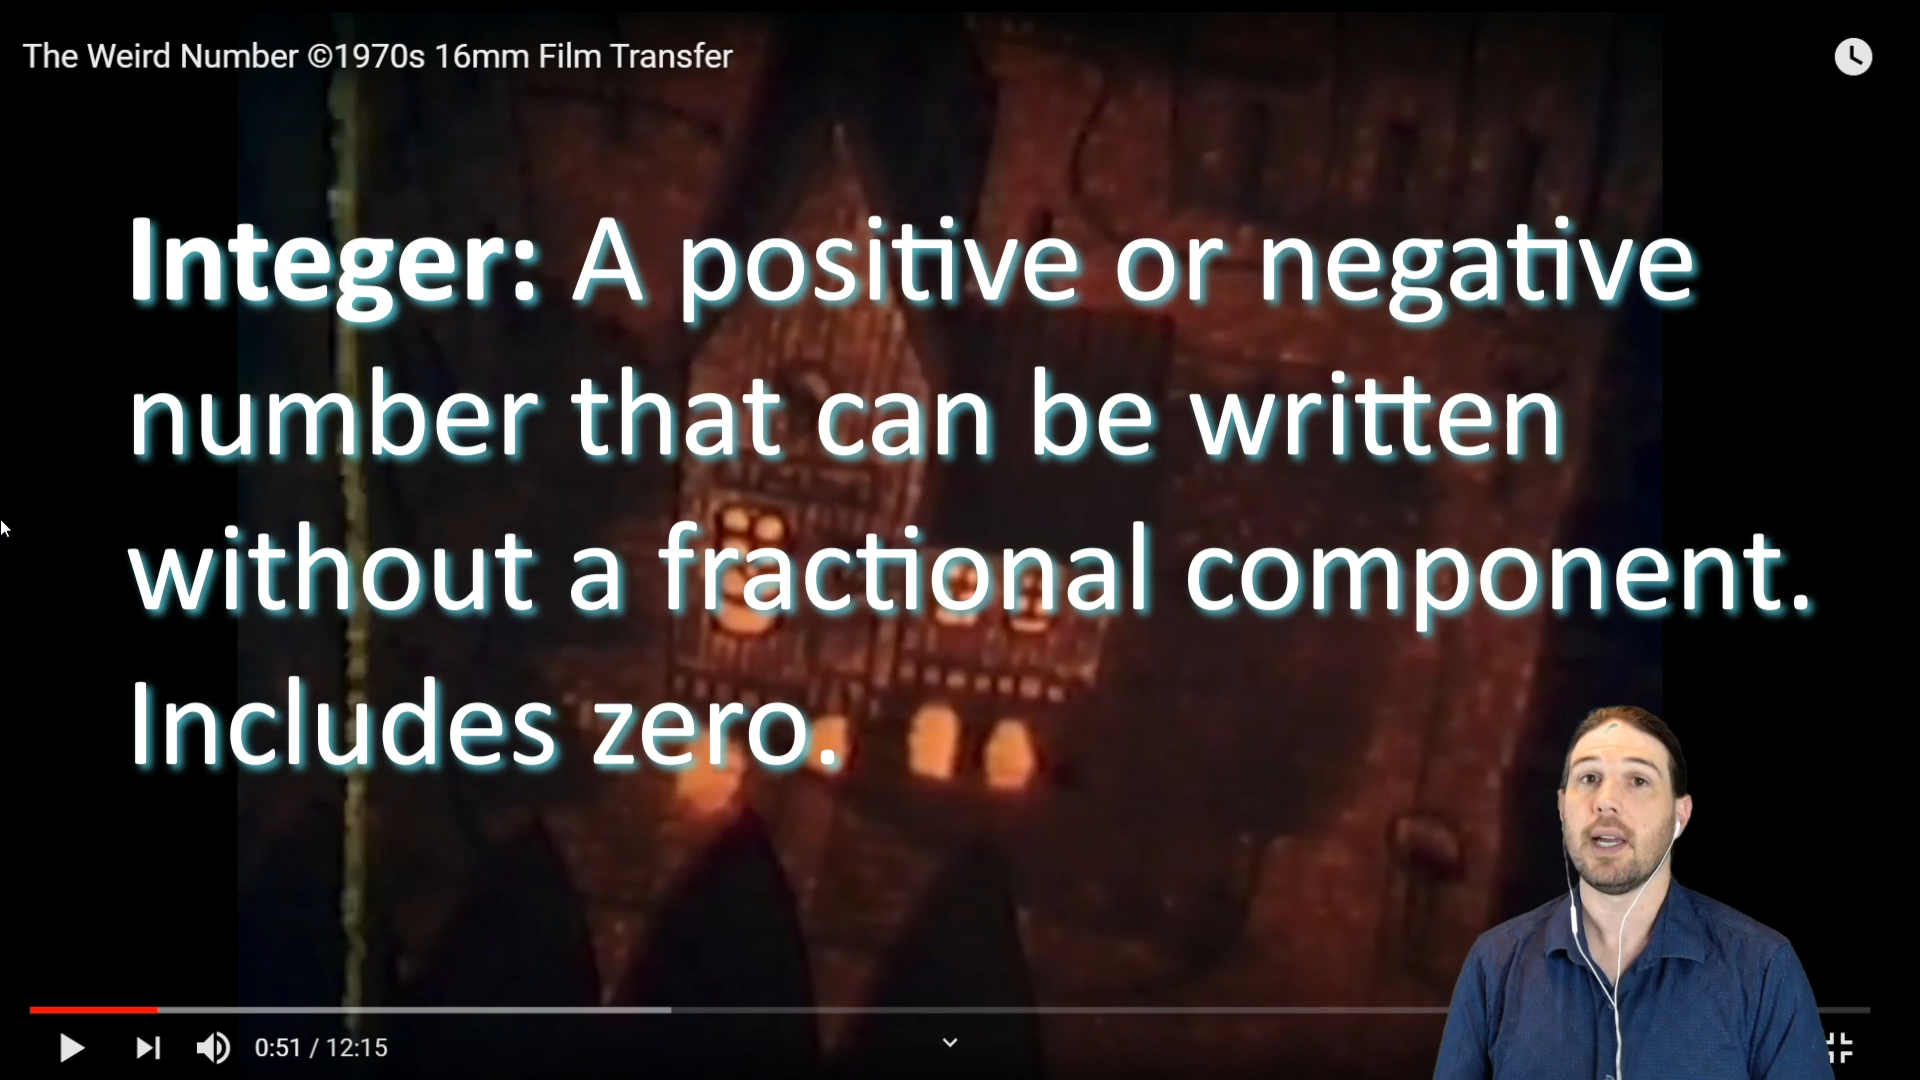 The Weird Number ©1970s 16mm Film Transfer
Integer: A positive or negative
number that can be written
without a fractional component.
Includes zero.
0:51 / 12:15